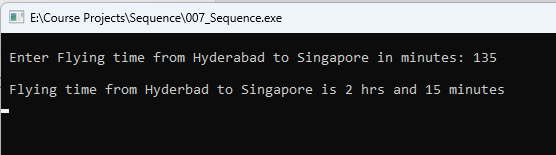 E:\Course Projects\Sequence\007_Sequence.exe
Enter Flying time from Hyderabad to Singapore in minutes: 135
Flying time from Hyderbad to Singapore is 2 hrs and 15 minutes